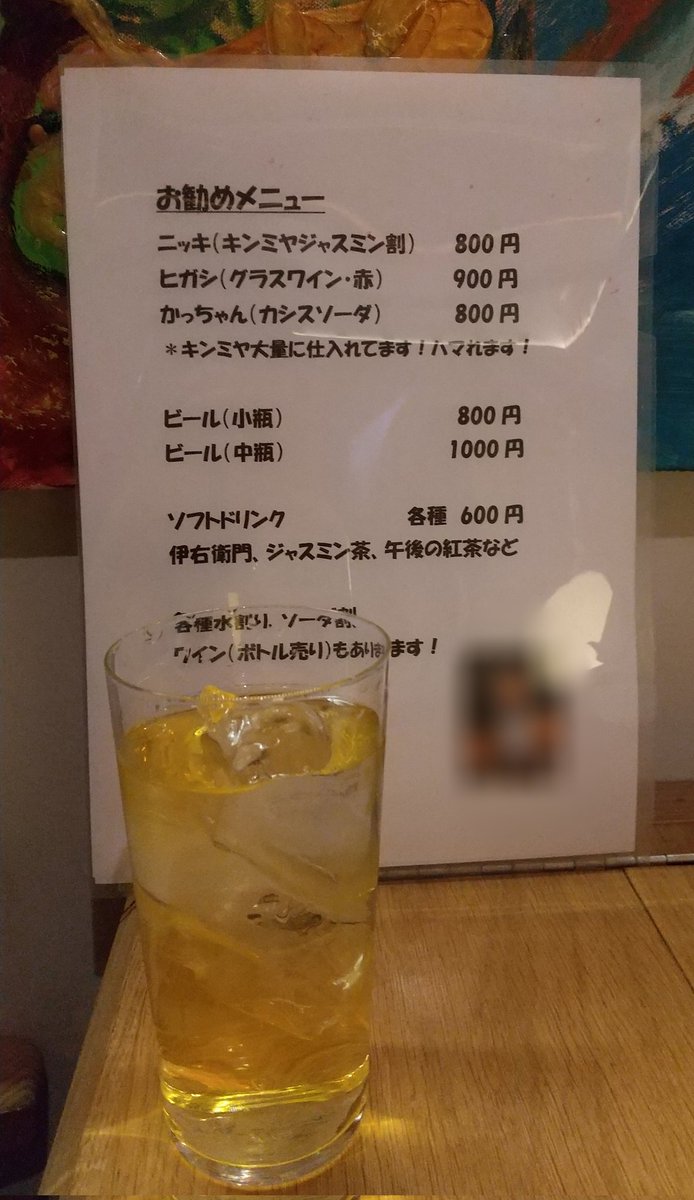 お勧めメニュー
ニッキ(キンミヤジャスミン割) 800円
ヒガシ(グラスワイン・赤) 900円
かっちゃん(カシスソーダ) 800円
＊キンミヤ大量に仕入れてます！ハマれます！
ビール(小瓶) 800円
ビール(中瓶) 1000円
ソフトドリンク 各種 600円
伊右衛門、ジャスミン茶、午後の紅茶など
各種水割り、ソーダ割、
ワイン(ボトル売り)もあります！